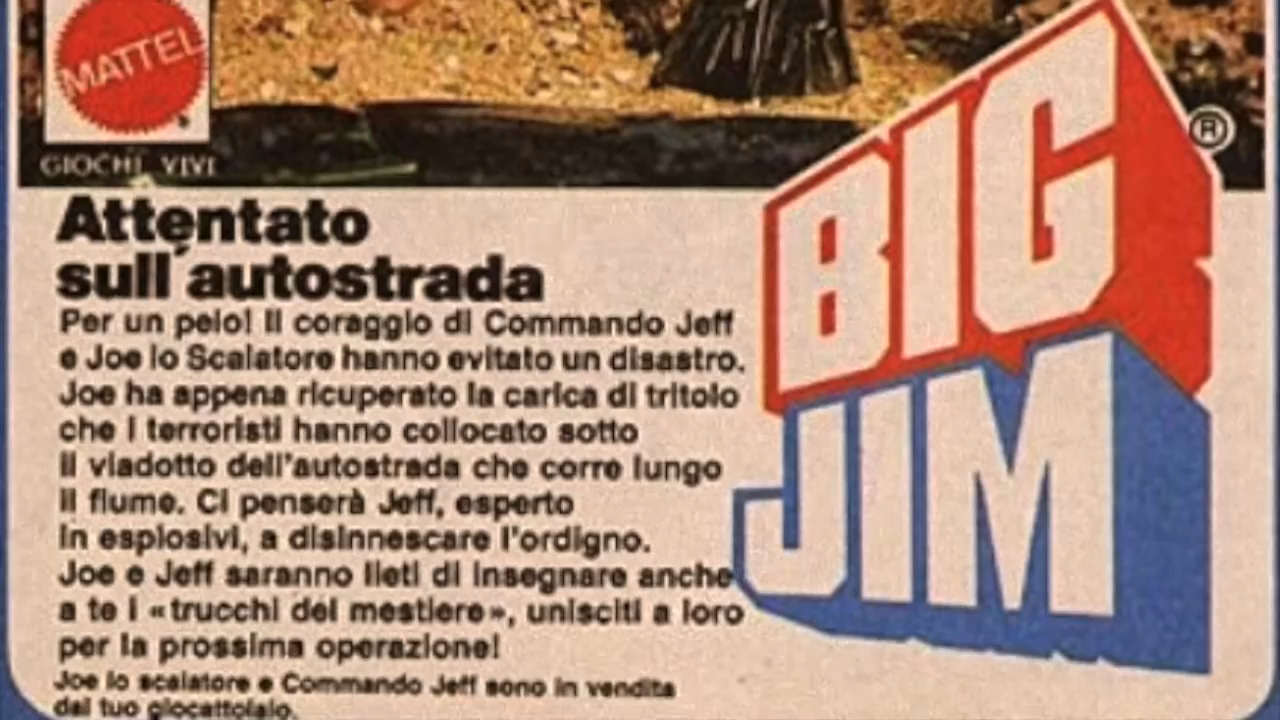 MATTEL
GIOCHI VIVI
BIG
JIM
®
Attentato
sull'autostrada
Per un pelo! Il coraggio di Commando Jeff
e Joe lo Scalatore hanno evitato un disastro.
Joe ha appena ricuperato la carica di tritolo
che i terroristi hanno collocato sotto
il viadotto dell'autostrada che corre lungo
il fiume. Ci penserà Jeff, esperto
in esplosivi, a disinnescare l'ordigno.
Joe e Jeff saranno lieti di insegnare anche
a te i «trucchi del mestiere», unisciti a loro
per la prossima operazione!
Joe lo scalatore e Commando Jeff sono in vendita
dal tuo giocattolaio.